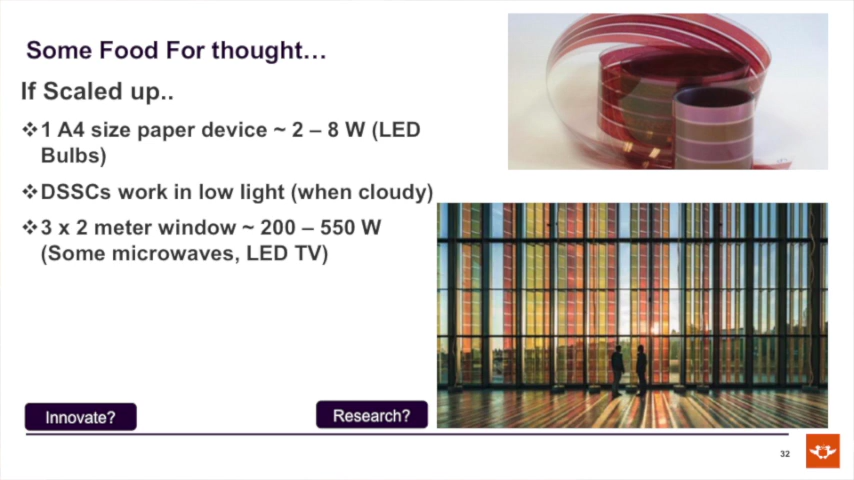 Some Food For thought…
If Scaled up..
❖1 A4 size paper device ~ 2 – 8 W (LED
Bulbs)
❖DSSCs work in low light (when cloudy)
❖3 x 2 meter window ~ 200 – 550 W
(Some microwaves, LED TV)
Innovate?
Research?
32